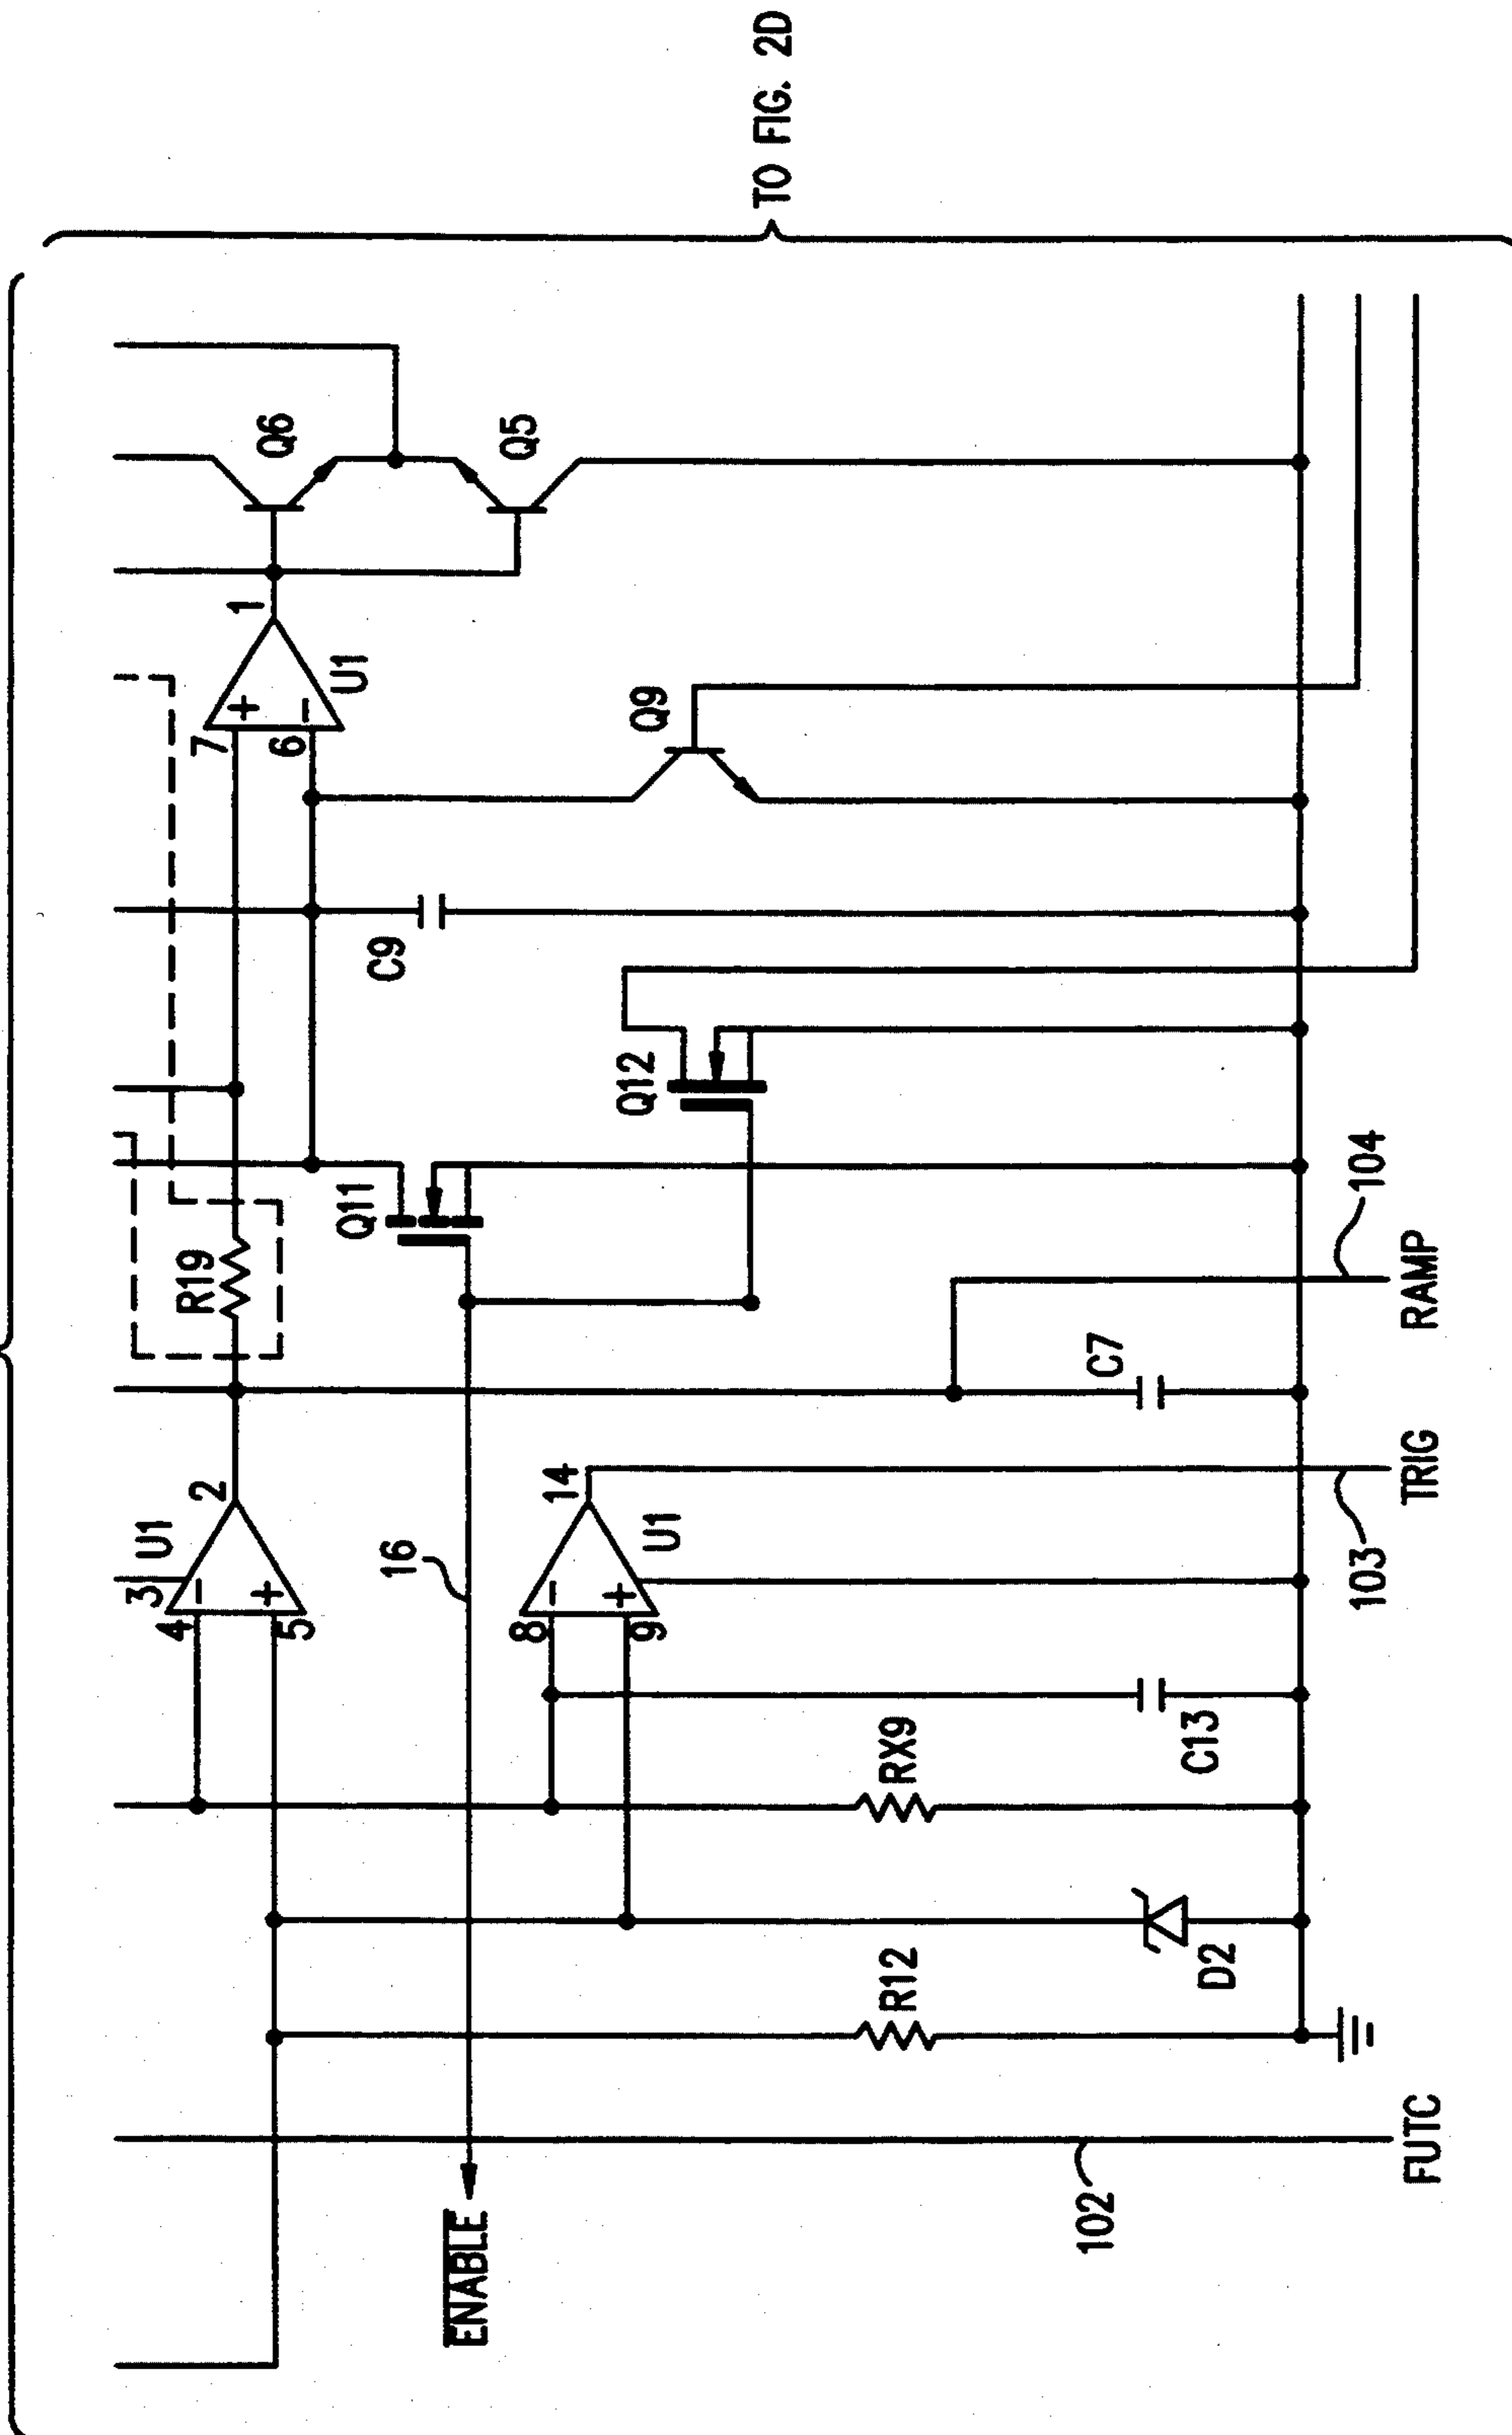 TO FIG. 2D
Q6
Q5
1
U1
+
−
7
6
Q9
C9
Q12
Q11
R19
104
RAMP
C7
2
14
U1
3
4
−
+
5
16
U1
8
−
+
9
TRIG
103
RX9
C13
R12
D2
ENABLE
102
FUTC